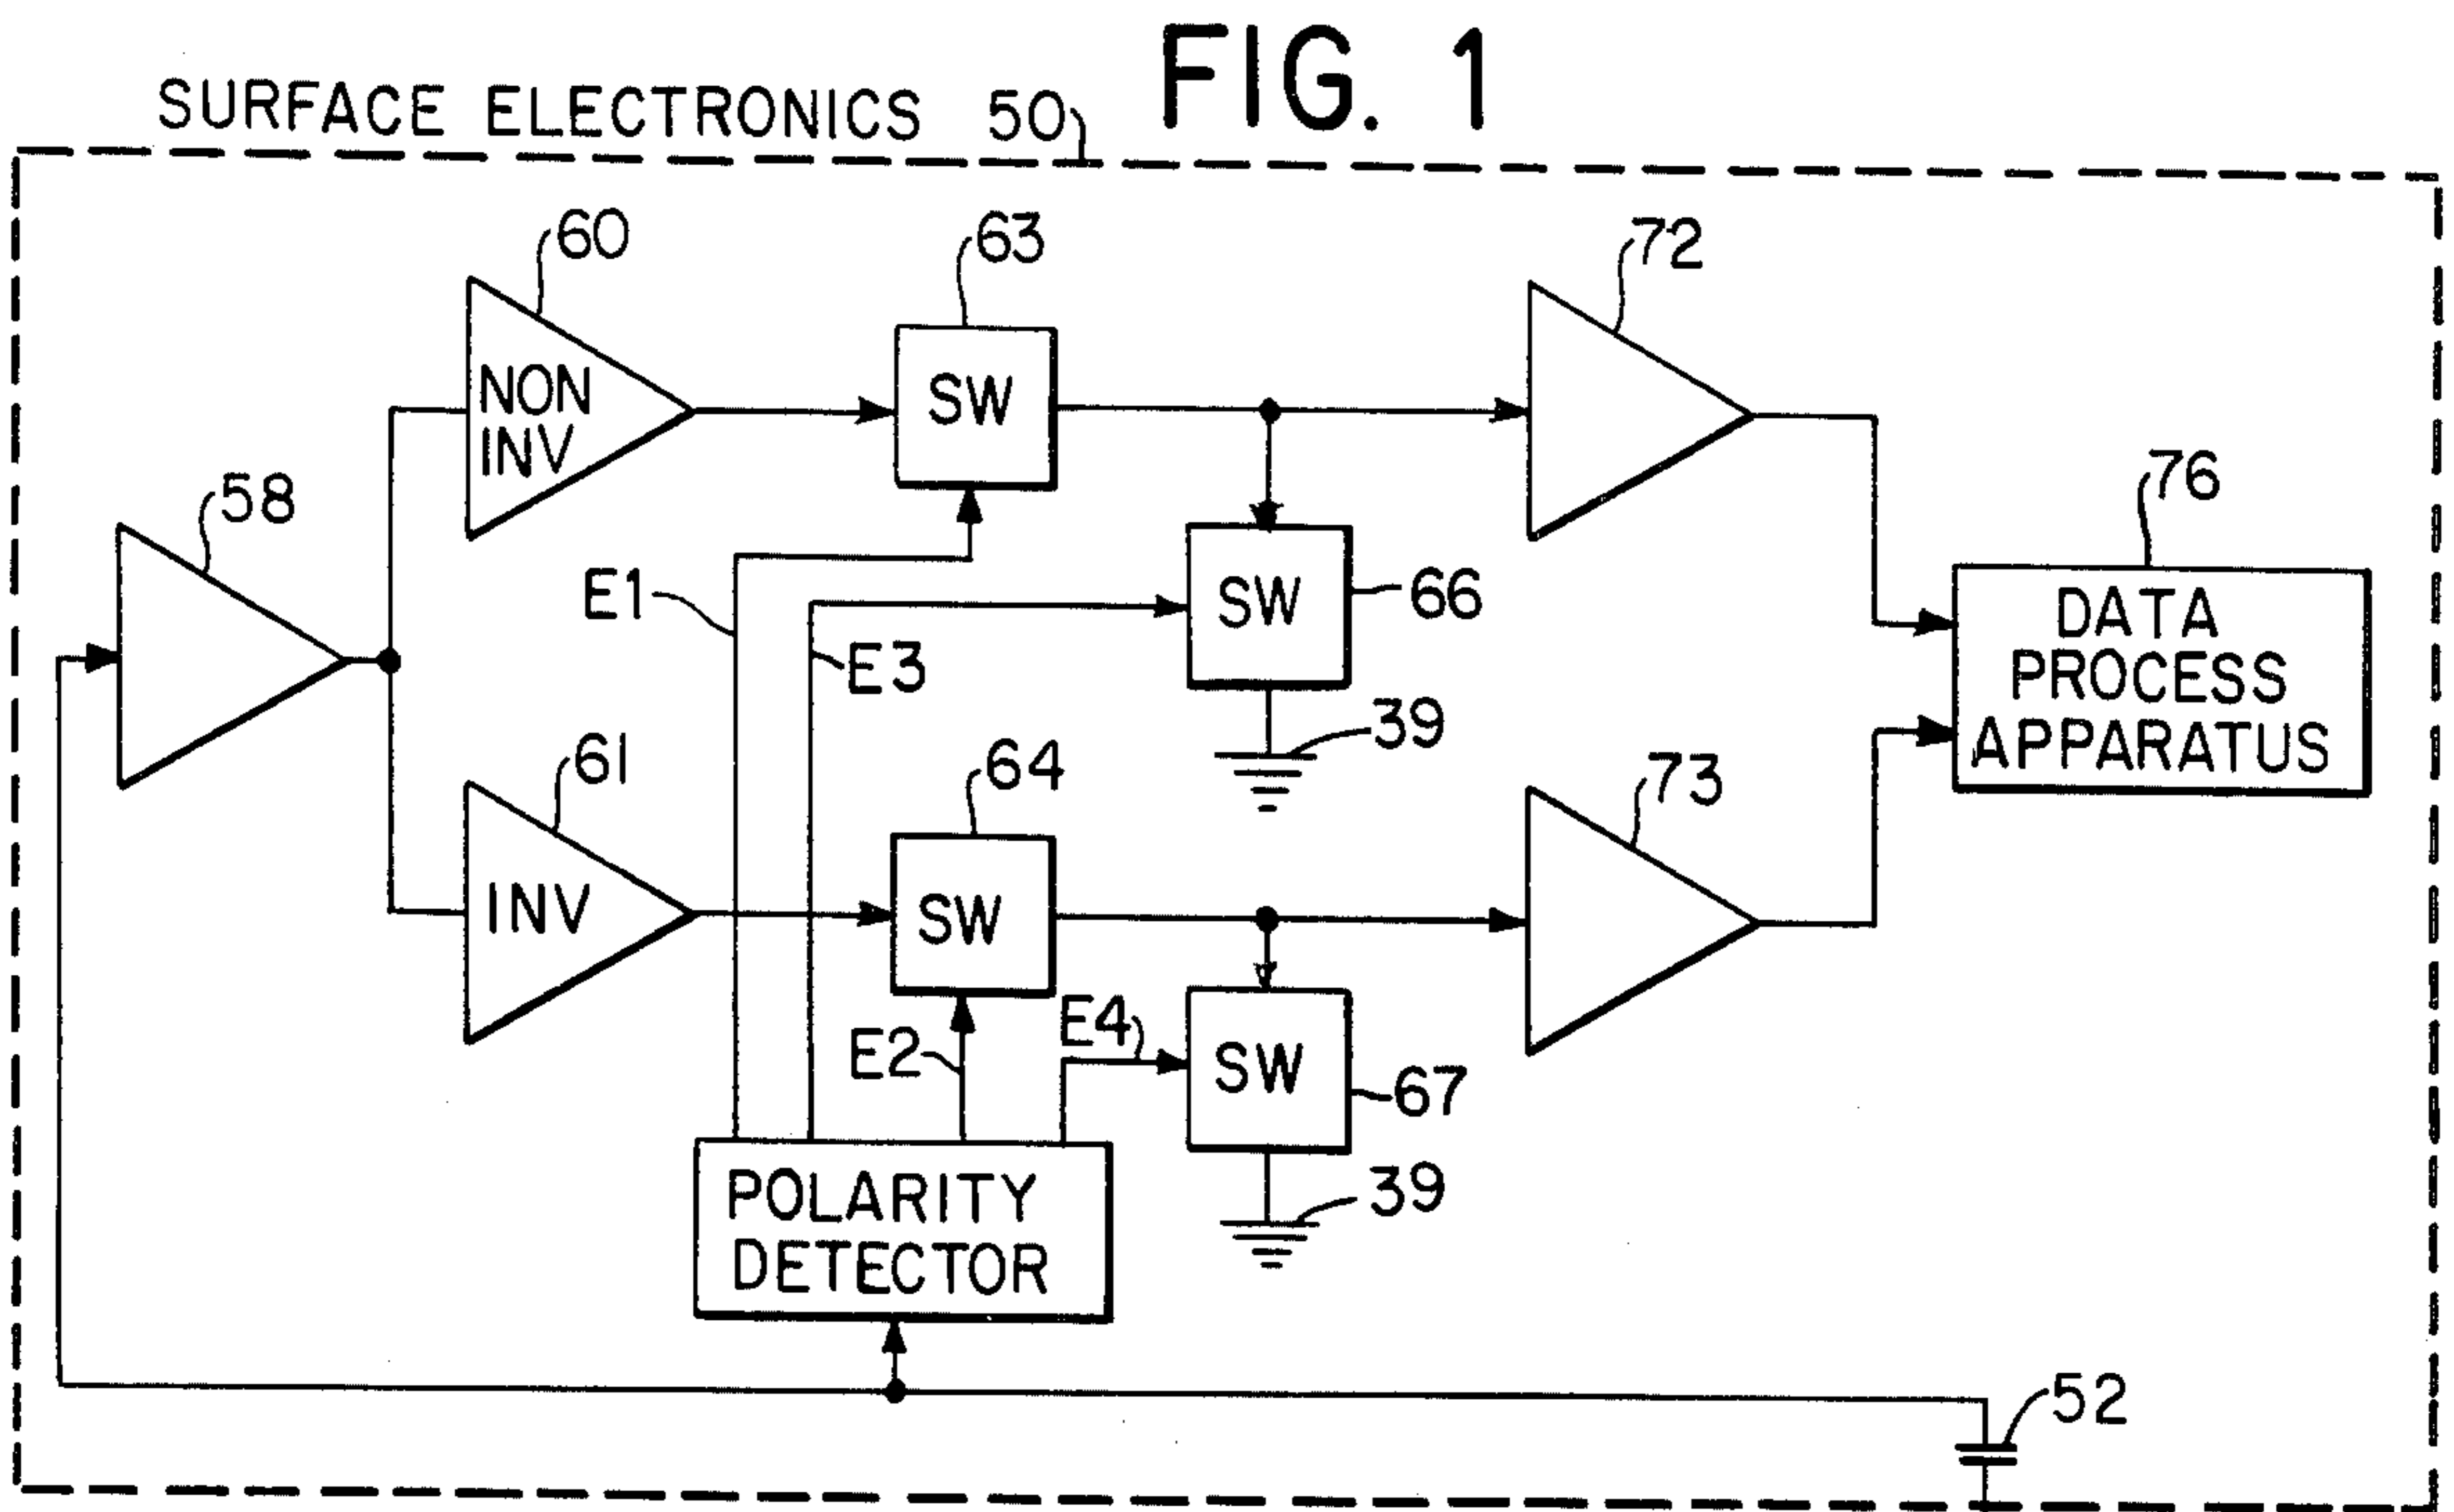 FIG. 1
SURFACE ELECTRONICS 50
60
63
72
NON
INV
SW
58
76
E1
SW
66
DATA
PROCESS
APPARATUS
E3
39
61
64
73
INV
SW
E2
E4
SW
67
POLARITY
DETECTOR
39
52